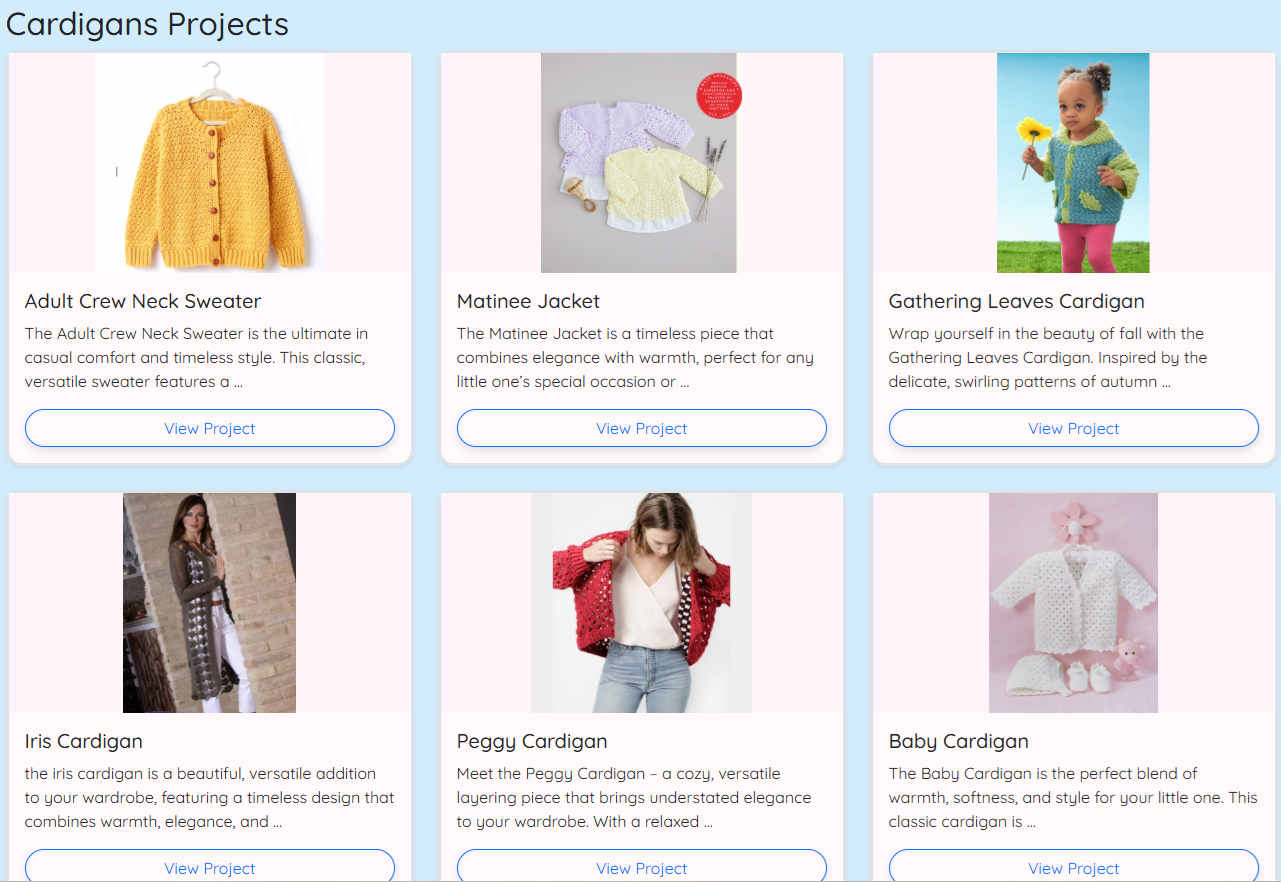 Cardigans Projects
Adult Crew Neck Sweater
The Adult Crew Neck Sweater is the ultimate in
casual comfort and timeless style. This classic,
versatile sweater features a ...
View Project
Matinee Jacket
The Matinee Jacket is a timeless piece that
combines elegance with warmth, perfect for any
little one’s special occasion or ...
View Project
Gathering Leaves Cardigan
Wrap yourself in the beauty of fall with the
Gathering Leaves Cardigan. Inspired by the
delicate, swirling patterns of autumn ...
View Project
Iris Cardigan
the iris cardigan is a beautiful, versatile addition
to your wardrobe, featuring a timeless design that
combines warmth, elegance, and ...
View Project
Peggy Cardigan
Meet the Peggy Cardigan – a cozy, versatile
layering piece that brings understated elegance
to your wardrobe. With a relaxed ...
View Project
Baby Cardigan
The Baby Cardigan is the perfect blend of
warmth, softness, and style for your little one. This
classic cardigan is ...
View Project